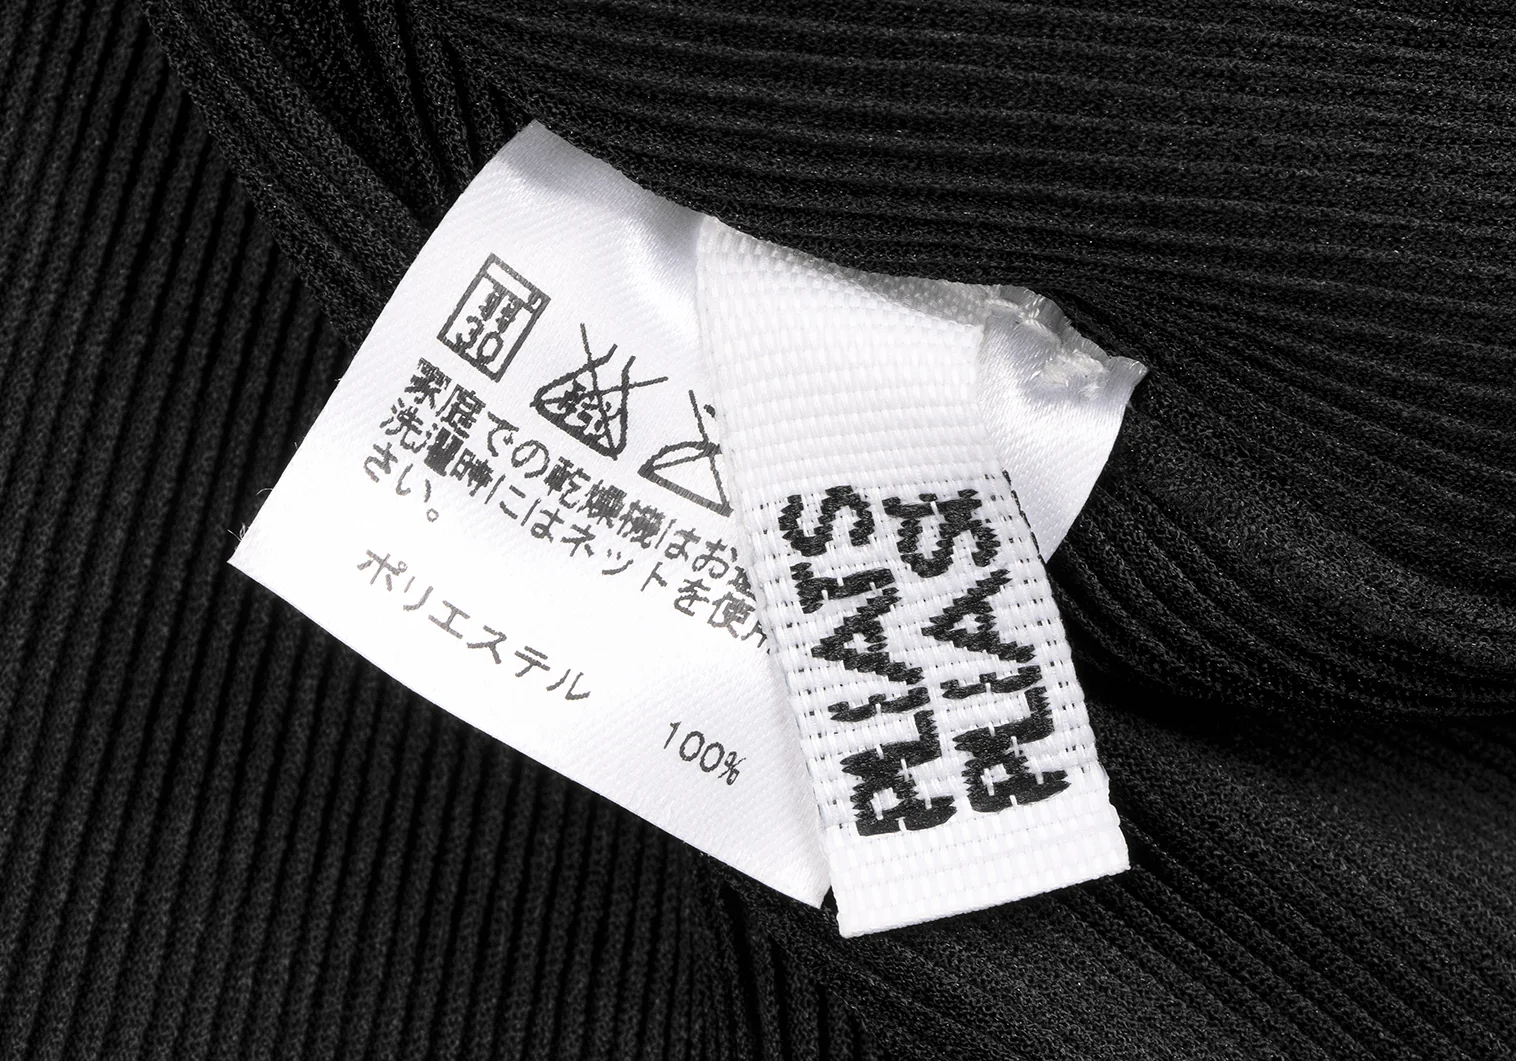 30
家庭での乾燥機はお
洗濯時にはネットを使
さい。
ポリエステル
100%
PLEATS
PLEASE